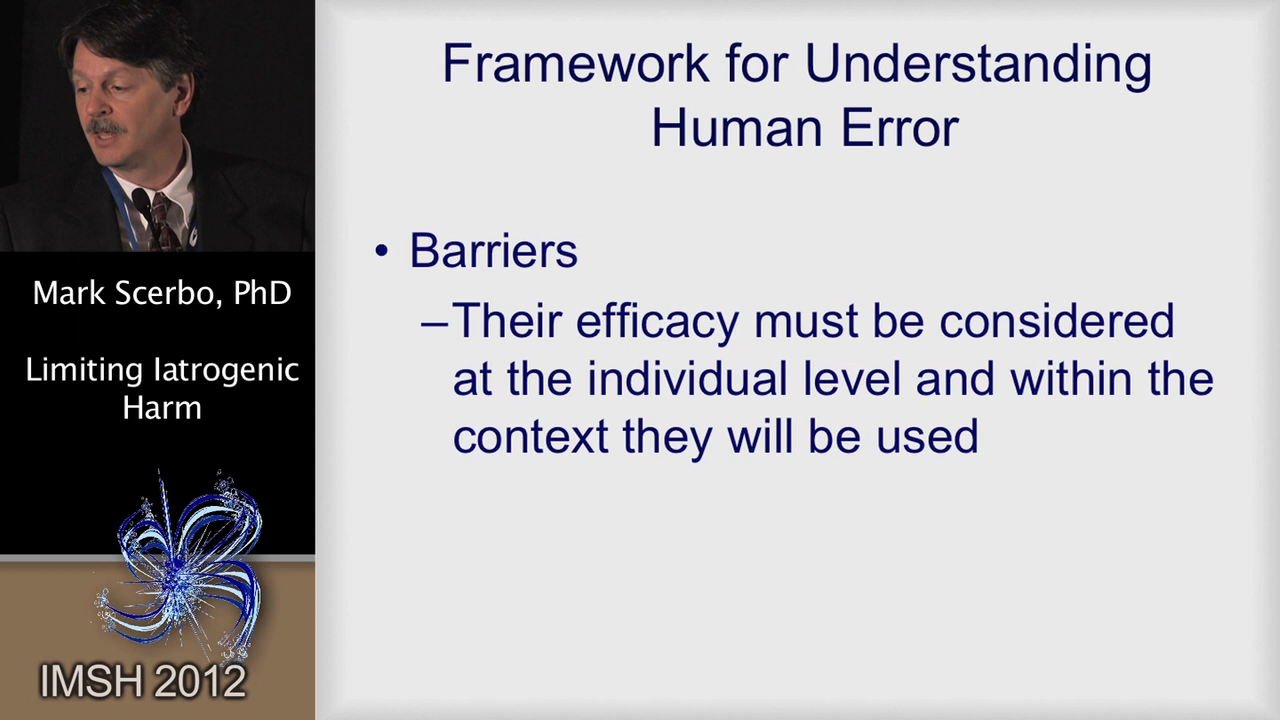 Mark Scerbo, PhD
Limiting Iatrogenic
Harm
IMSH 2012
Framework for Understanding
Human Error
• Barriers
–Their efficacy must be considered
at the individual level and within the
context they will be used